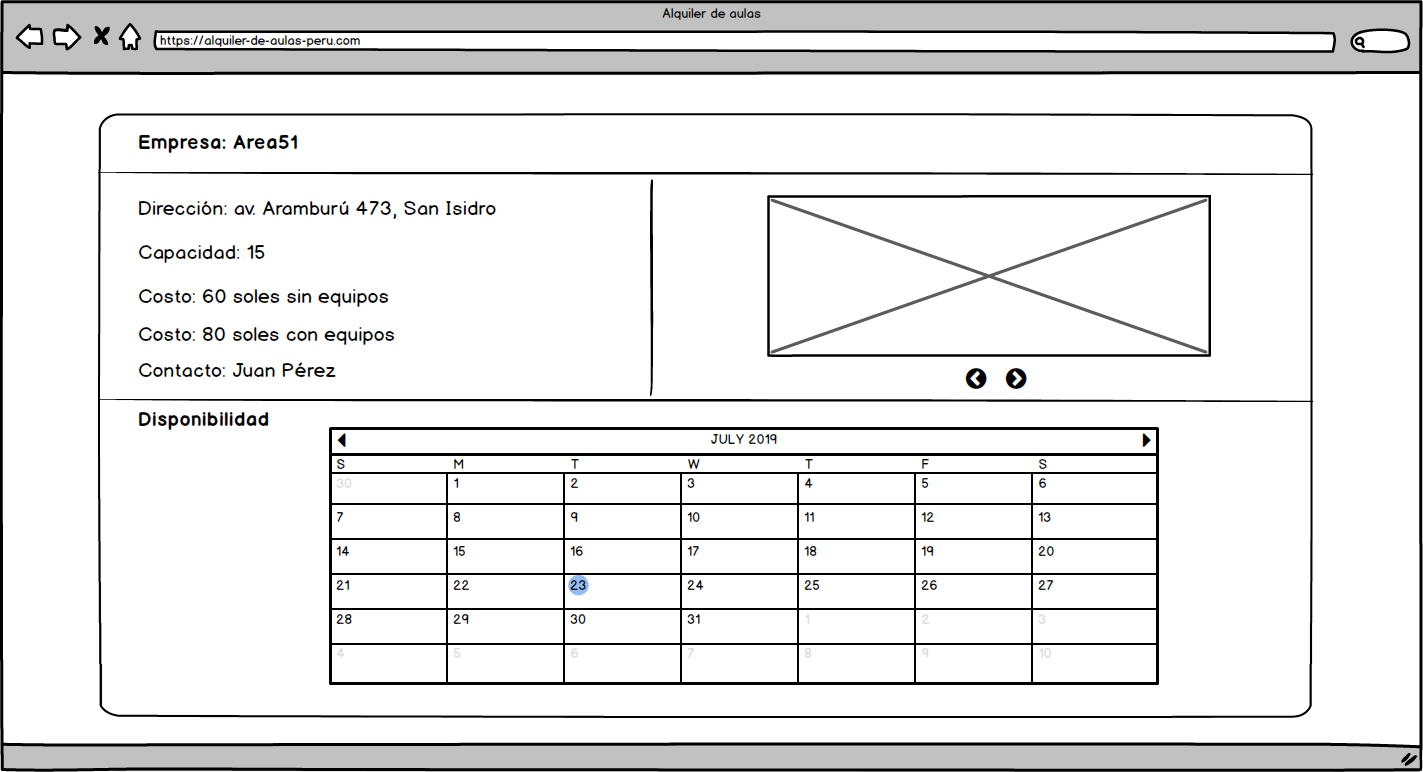 Alquiler de aulas
https://alquiler-de-aulas-peru.com
Empresa: Area51
Dirección: av. Aramburú 473, San Isidro
Capacidad: 15
Costo: 60 soles sin equipos
Costo: 80 soles con equipos
Contacto: Juan Pérez
Disponibilidad
JULY 2019
S M T W T F S
30 1 2 3 4 5 6
7 8 9 10 11 12 13
14 15 16 17 18 19 20
21 22 23 24 25 26 27
28 29 30 31 1 2 3
4 5 6 7 8 9 10